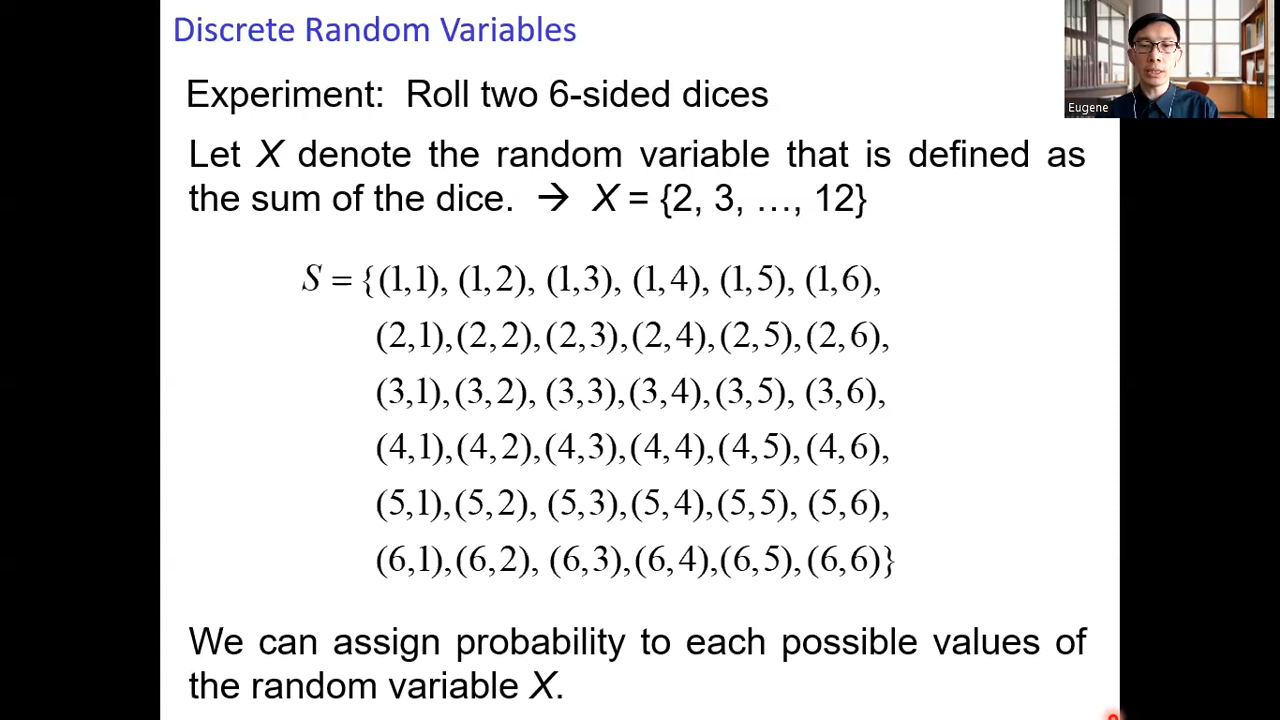 Discrete Random Variables
Experiment: Roll two 6-sided dices
Eugene
Let X denote the random variable that is defined as
the sum of the dice. → X = {2, 3, …, 12}
S = {(1,1), (1,2), (1,3), (1,4), (1,5), (1,6),
(2,1),(2,2),(2,3),(2,4),(2,5),(2,6),
(3,1),(3,2), (3,3),(3,4),(3,5), (3,6),
(4,1),(4,2),(4,3),(4,4),(4,5),(4,6),
(5,1),(5,2), (5,3),(5,4),(5,5), (5,6),
(6,1),(6,2), (6,3),(6,4),(6,5),(6,6)}
We can assign probability to each possible values of
the random variable X.